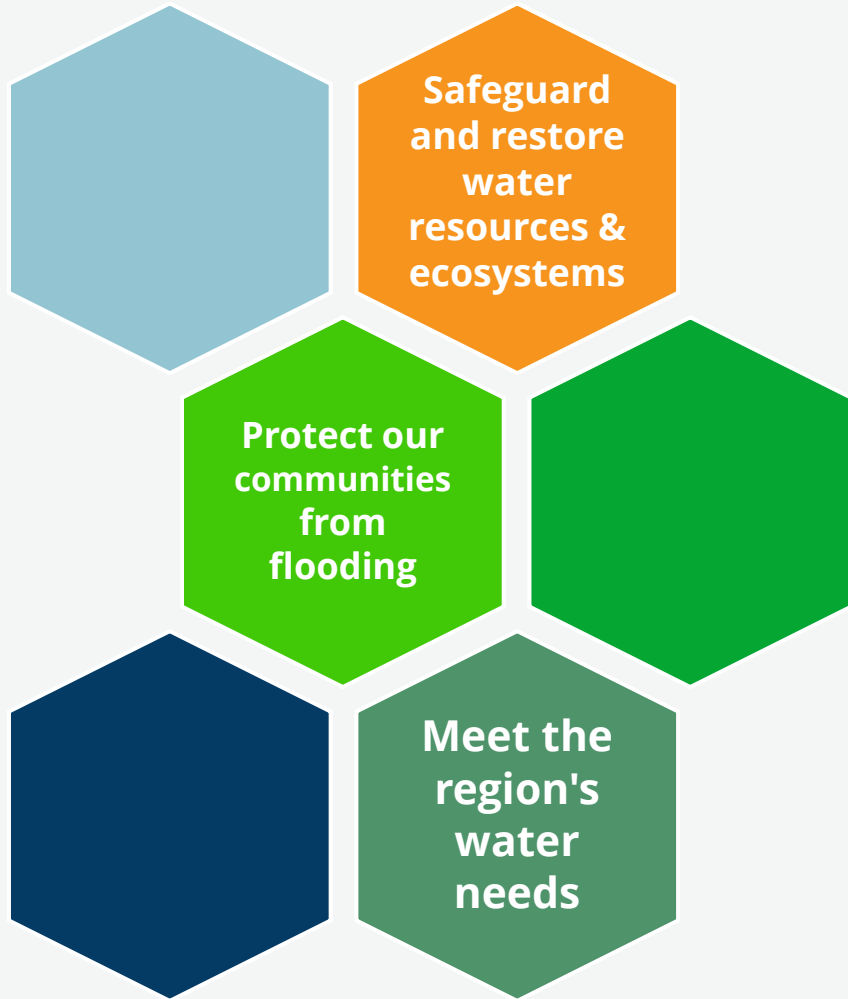 Safeguard
and restore
water
resources &
ecosystems
Protect our
communities
from
flooding
Meet the
region's
water
needs